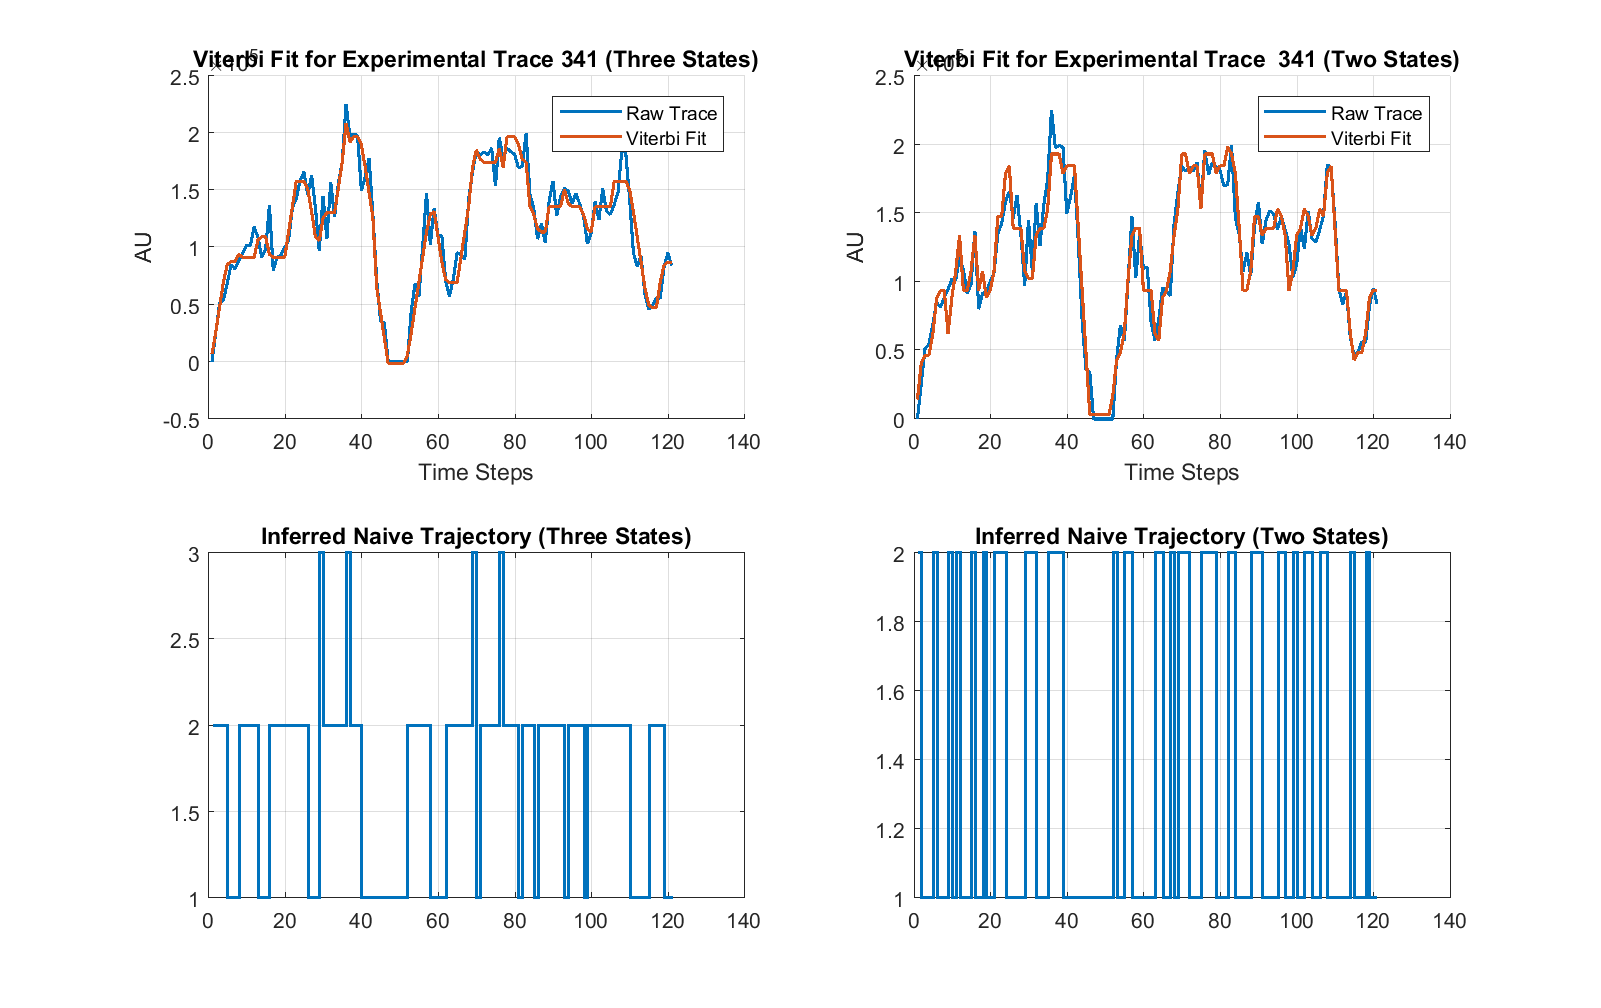 Viterbi Fit for Experimental Trace 341 (Three States)
×10^5
2.5
2
1.5
1
0.5
0
-0.5
AU
Raw Trace
Viterbi Fit
0 20 40 60 80 100 120 140
Time Steps
Viterbi Fit for Experimental Trace  341 (Two States)
×10^5
2.5
2
1.5
1
0.5
0
AU
Raw Trace
Viterbi Fit
0 20 40 60 80 100 120 140
Time Steps
Inferred Naive Trajectory (Three States)
3
2.5
2
1.5
1
0 20 40 60 80 100 120 140
Inferred Naive Trajectory (Two States)
2
1.8
1.6
1.4
1.2
1
0 20 40 60 80 100 120 140